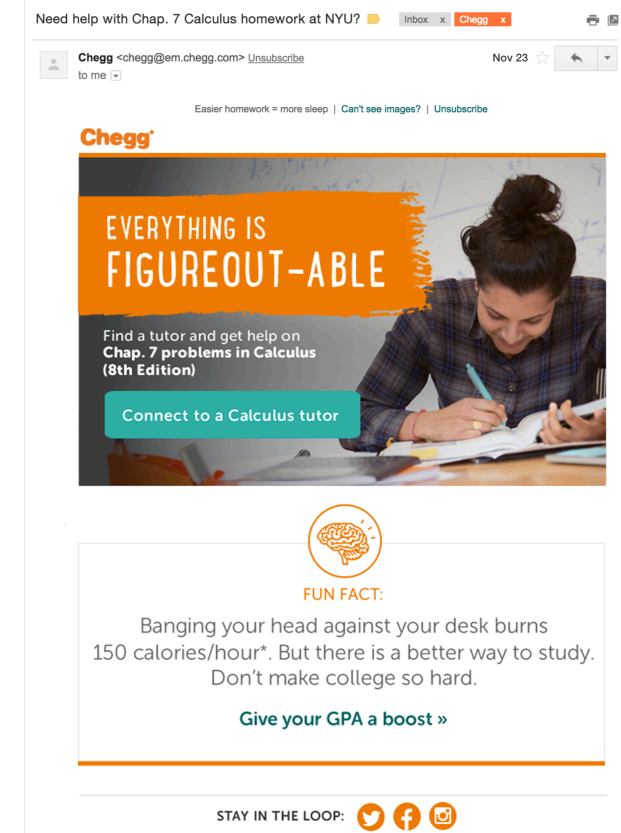 Need help with Chap. 7 Calculus homework at NYU? Inbox x Chegg x
Chegg <chegg@em.chegg.com> Unsubscribe Nov 23
to me
Easier homework = more sleep | Can't see images? | Unsubscribe
Chegg®
EVERYTHING IS
FIGUREOUT-ABLE
Find a tutor and get help on
Chap. 7 problems in Calculus
(8th Edition)
Connect to a Calculus tutor
FUN FACT:
Banging your head against your desk burns
150 calories/hour*. But there is a better way to study.
Don't make college so hard.
Give your GPA a boost »
STAY IN THE LOOP: